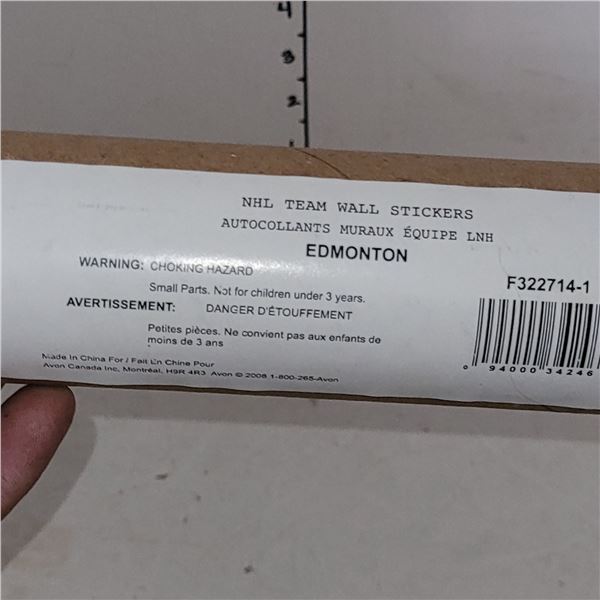 4
3
2
NHL TEAM WALL STICKERS
AUTOCOLLANTS MURAUX ÉQUIPE LNH
EDMONTON
WARNING: CHOKING HAZARD
Small Parts. Not for children under 3 years.
AVERTISSEMENT: DANGER D'ÉTOUFFEMENT
Petites pièces. Ne convient pas aux enfants de
moins de 3 ans
Made In China For / Fait En Chine Pour
Avon Canada Inc, Montréal, H9R 4R3 Avon © 2008 1-800-265-Avon
F322714-1
0 94000 34246